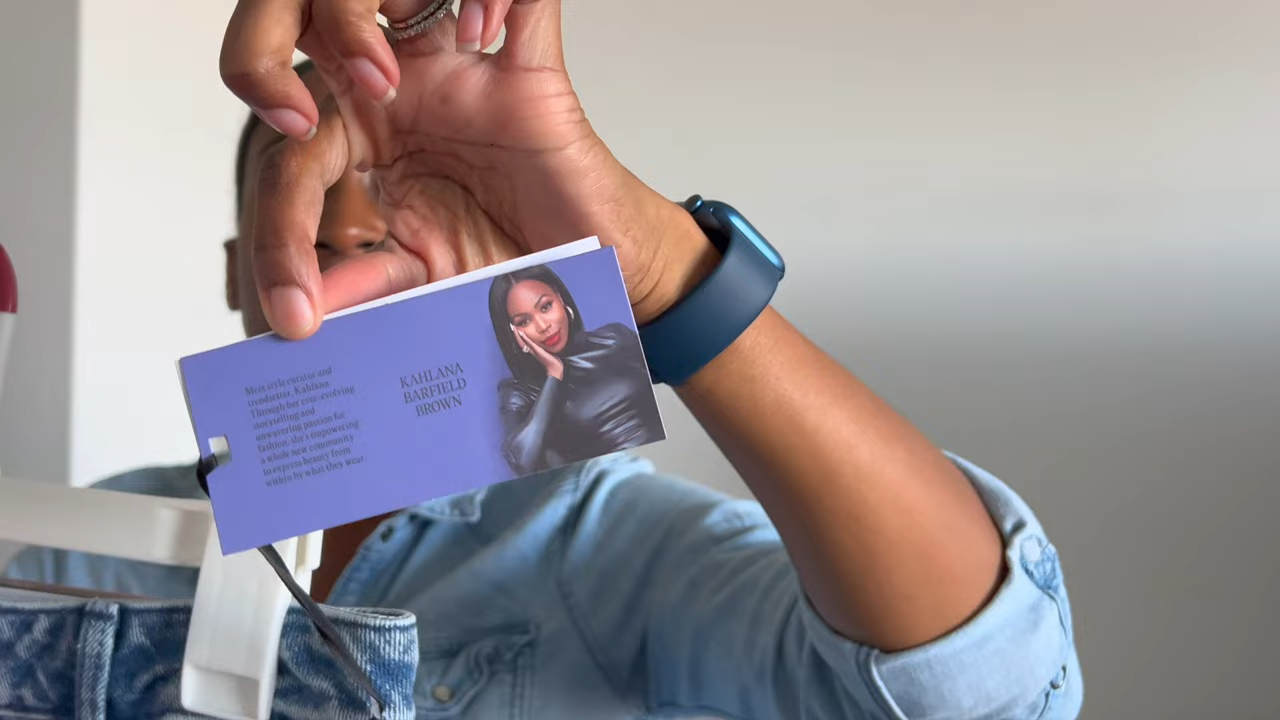 Meet style curator and
trendsetter, Kahlana.
Through her ever-evolving
storytelling and
unwavering passion for
fashion, she's empowering
a whole new community
to express beauty from
within by what they wear.
KAHLANA
BARFIELD
BROWN